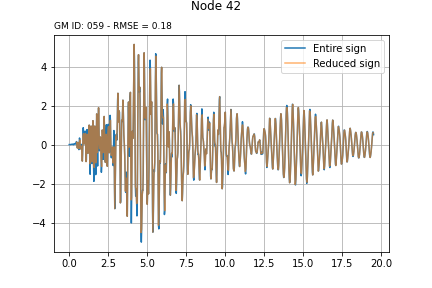 Node 42
GM ID: 059 - RMSE = 0.18
Entire sign
Reduced sign
4
2
0
−2
−4
0.0 2.5 5.0 7.5 10.0 12.5 15.0 17.5 20.0